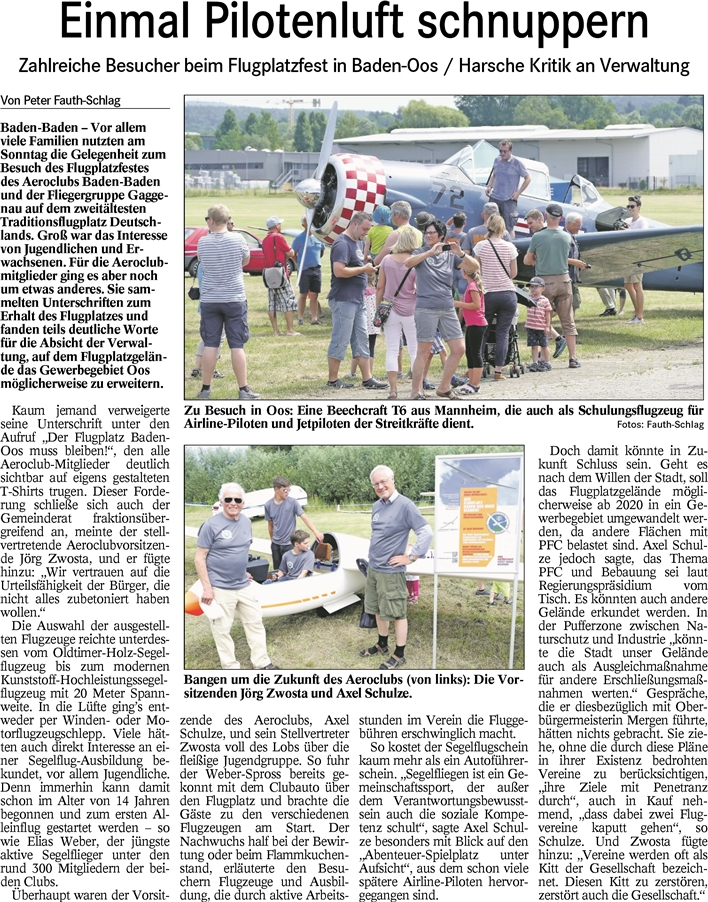 Einmal Pilotenluft schnuppern
Zahlreiche Besucher beim Flugplatzfest in Baden-Oos / Harsche Kritik an Verwaltung
Von Peter Fauth-Schlag
Baden-Baden – Vor allem
viele Familien nutzten am
Sonntag die Gelegenheit zum
Besuch des Flugplatzfestes
des Aeroclubs Baden-Baden
und der Fliegergruppe Gagge-
nau auf dem zweitältesten
Traditionsflugplatz Deutsch-
lands. Groß war das Interesse
von Jugendlichen und Er-
wachsenen. Für die Aeroclub-
mitglieder ging es aber noch
um etwas anderes. Sie sam-
melten Unterschriften zum
Erhalt des Flugplatzes und
fanden teils deutliche Worte
für die Absicht der Verwal-
tung, auf dem Flugplatzgelän-
de das Gewerbegebiet Oos
möglicherweise zu erweitern.
72
Zu Besuch in Oos: Eine Beechcraft T6 aus Mannheim, die auch als Schulungsflugzeug für
Airline-Piloten und Jetpiloten der Streitkräfte dient.
Fotos: Fauth-Schlag
Kaum jemand verweigerte
seine Unterschrift unter den
Aufruf „Der Flugplatz Baden-
Oos muss bleiben!“, den alle
Aeroclub-Mitglieder deutlich
sichtbar auf eigens gestalteten
T-Shirts trugen. Dieser Forde-
rung schließe sich auch der
Gemeinderat fraktionsüber-
greifend an, meinte der stell-
vertretende Aeroclubvorsitzen-
de Jörg Zwosta, und er fügte
hinzu: „Wir vertrauen auf die
Urteilsfähigkeit der Bürger, die
nicht alles zubetoniert haben
wollen.“
Die Auswahl der ausgestell-
ten Flugzeuge reichte unterdes-
sen vom Oldtimer-Holz-Segel-
flugzeug bis zum modernen
Kunststoff-Hochleistungssegel-
flugzeug mit 20 Meter Spann-
weite. In die Lüfte ging’s ent-
weder per Winden- oder Mo-
torflugzeugschlepp. Viele hät-
ten auch direkt Interesse an ei-
ner Segelflug-Ausbildung be-
kundet, vor allem Jugendliche.
Denn immerhin kann damit
schon im Alter von 14 Jahren
begonnen und zum ersten Al-
leinflug gestartet werden – so
wie Elias Weber, der jüngste
aktive Segelflieger unter den
rund 300 Mitgliedern der bei-
den Clubs.
Überhaupt waren der Vorsit-
Bangen um die Zukunft des Aeroclubs (von links): Die Vor-
sitzenden Jörg Zwosta und Axel Schulze.
zende des Aeroclubs, Axel
Schulze, und sein Stellvertreter
Zwosta voll des Lobs über die
fleißige Jugendgruppe. So fuhr
der Weber-Spross bereits ge-
konnt mit dem Clubauto über
den Flugplatz und brachte die
Gäste zu den verschiedenen
Flugzeugen am Start. Der
Nachwuchs half bei der Bewir-
tung oder beim Flammkuchen-
stand, erläuterte den Besu-
chern Flugzeuge und Ausbil-
dung, die durch aktive Arbeits-
stunden im Verein die Flugge-
bühren erschwinglich macht.
So kostet der Segelflugschein
kaum mehr als ein Autoführer-
schein. „Segelfliegen ist ein Ge-
meinschaftssport, der außer
dem Verantwortungsbewusst-
sein auch die soziale Kompe-
tenz schult“, sagte Axel Schulze
besonders mit Blick auf den
„Abenteuer-Spielplatz unter
Aufsicht“, aus dem schon viele
spätere Airline-Piloten hervor-
gegangen sind.
Doch damit könnte in Zu-
kunft Schluss sein. Geht es
nach dem Willen der Stadt, soll
das Flugplatzgelände mögli-
cherweise ab 2020 in ein Ge-
werbegebiet umgewandelt wer-
den, da andere Flächen mit
PFC belastet sind. Axel Schul-
ze jedoch sagte, das Thema
PFC und Bebauung sei laut
Regierungspräsidium vom
Tisch. Es könnten auch andere
Gelände erkundet werden. In
der Pufferzone zwischen Na-
turschutz und Industrie „könn-
te die Stadt unser Gelände
auch als Ausgleichmaßnahme
für andere Erschließungsmaß-
nahmen werten.“ Gespräche,
die er diesbezüglich mit Ober-
bürgermeisterin Mergen führte,
hätten nichts gebracht. Sie zie-
he, ohne die durch diese Pläne
in ihrer Existenz bedrohten
Vereine zu berücksichtigen,
„ihre Ziele mit Penetranz
durch“, auch in Kauf neh-
mend, „dass dabei zwei Flug-
vereine kaputt gehen“, so
Schulze. Und Zwosta fügte
hinzu: „Vereine werden oft als
Kitt der Gesellschaft bezeich-
net. Diesen Kitt zu zerstören,
zerstört auch die Gesellschaft.“